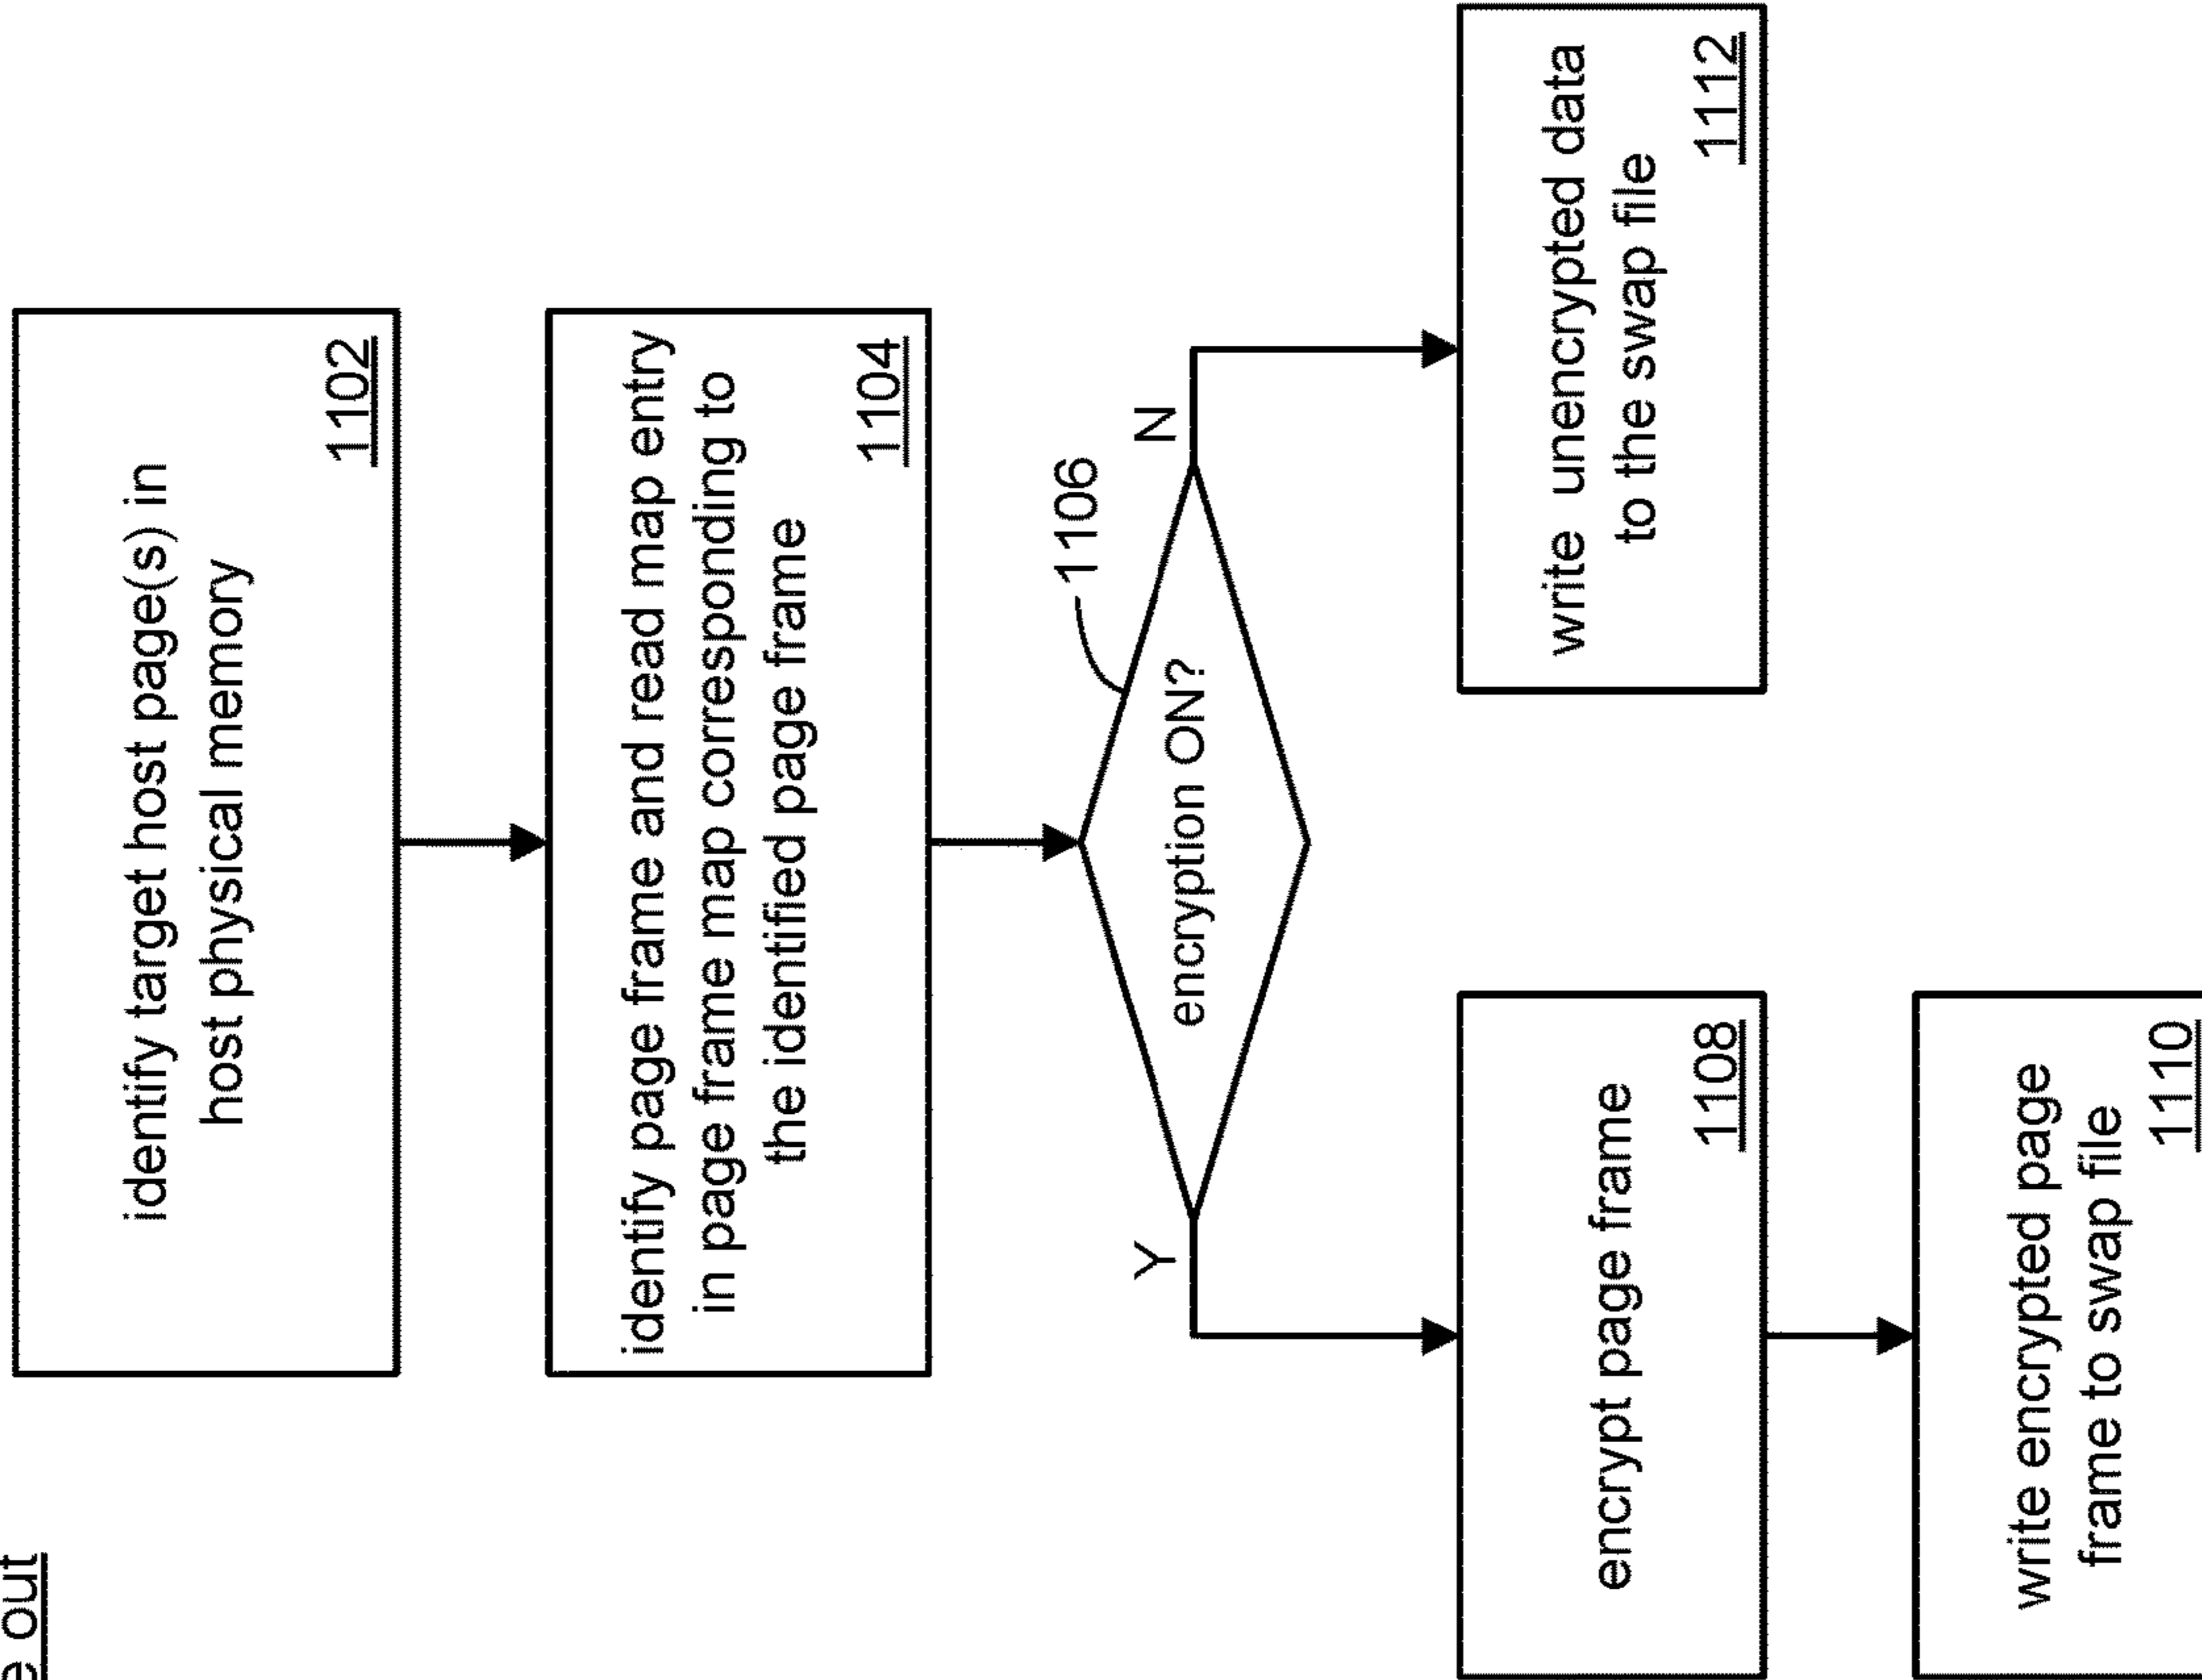 e out
identify target host page(s) in
host physical memory
1102
identify page frame and read map entry
in page frame map corresponding to
the identified page frame
1104
1106
encryption ON?
Y
N
encrypt page frame
1108
write encrypted page
frame to swap file
1110
write unencrypted data
to the swap file
1112